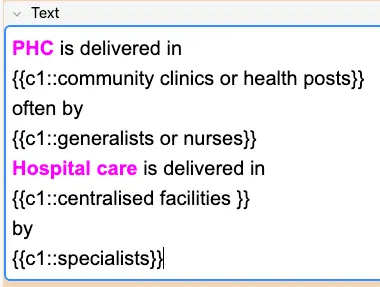 Text
PHC is delivered in
{{c1::community clinics or health posts}}
often by
{{c1::generalists or nurses}}
Hospital care is delivered in
{{c1::centralised facilities }}
by
{{c1::specialists}}